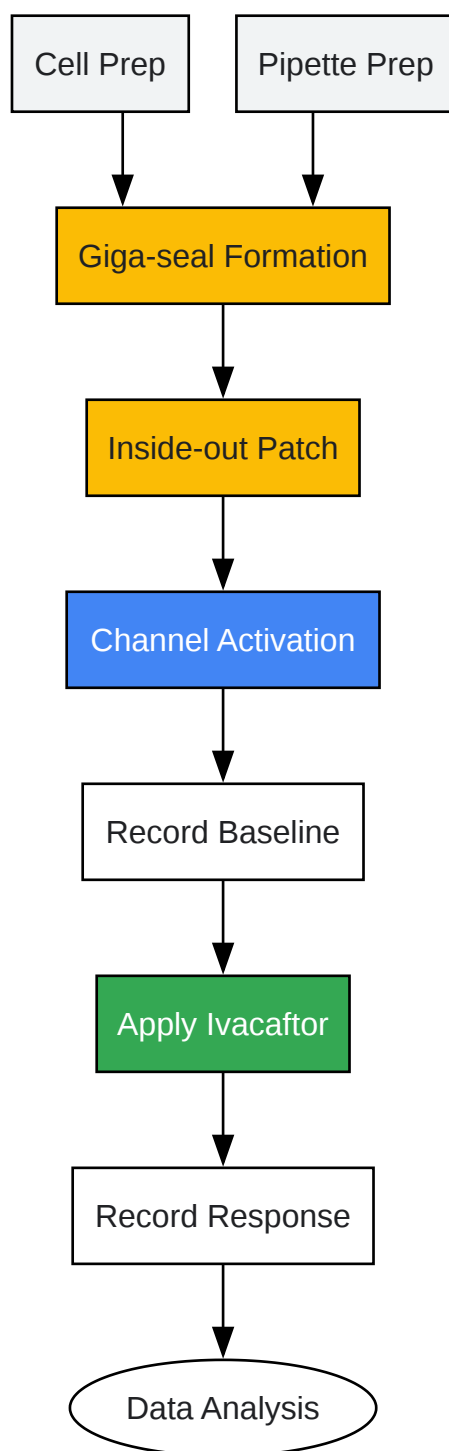 Cell Prep
Pipette Prep
Giga-seal Formation
Inside-out Patch
Channel Activation
Record Baseline
Apply Ivacaftor
Record Response
Data Analysis